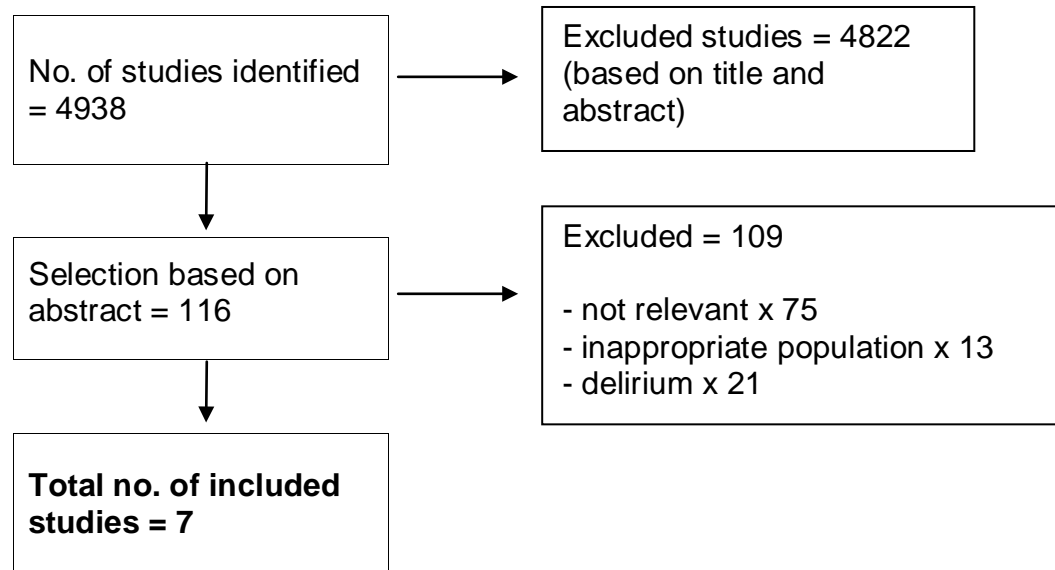 No. of studies identified
= 4938
Excluded studies = 4822
(based on title and
abstract)
Selection based on
abstract = 116
Excluded = 109
- not relevant x 75
- inappropriate population x 13
- delirium x 21
Total no. of included
studies = 7